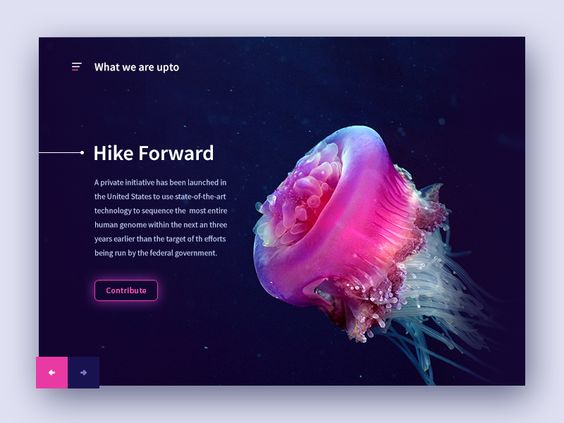 What we are upto
Hike Forward
A private initiative has been launched in
the United States to use state-of-the-art
technology to sequence the most entire
human genome within the next an three
years earlier than the target of th efforts
being run by the federal government.
Contribute